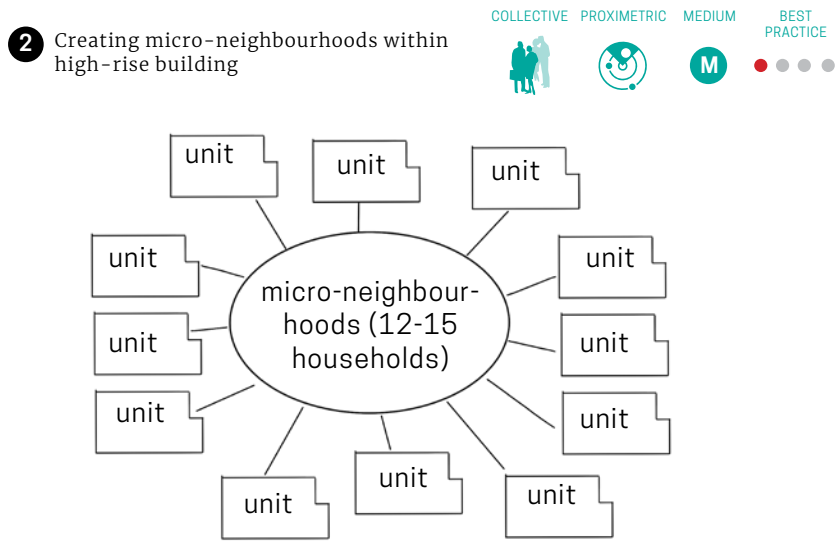 COLLECTIVE PROXIMETRIC MEDIUM BEST
PRACTICE
2 Creating micro-neighbourhoods within
high-rise building
M
unit
unit
unit
unit
unit
micro-neighbour-
hoods (12-15
households)
unit
unit
unit
unit
unit
unit
unit